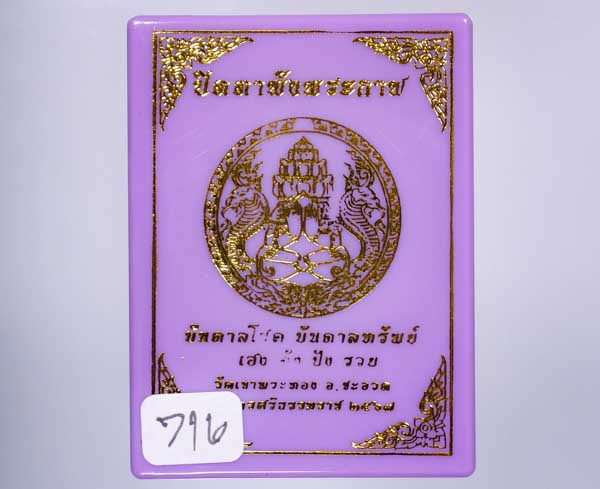 ปิดตาพังพระกาฬ
บันดาลโชค บันดาลทรัพย์
เฮง ปัง รวย
วัดเขาพระทอง อ.ชะอวด
ศรีธรรมราช ๒๕๖๗
796